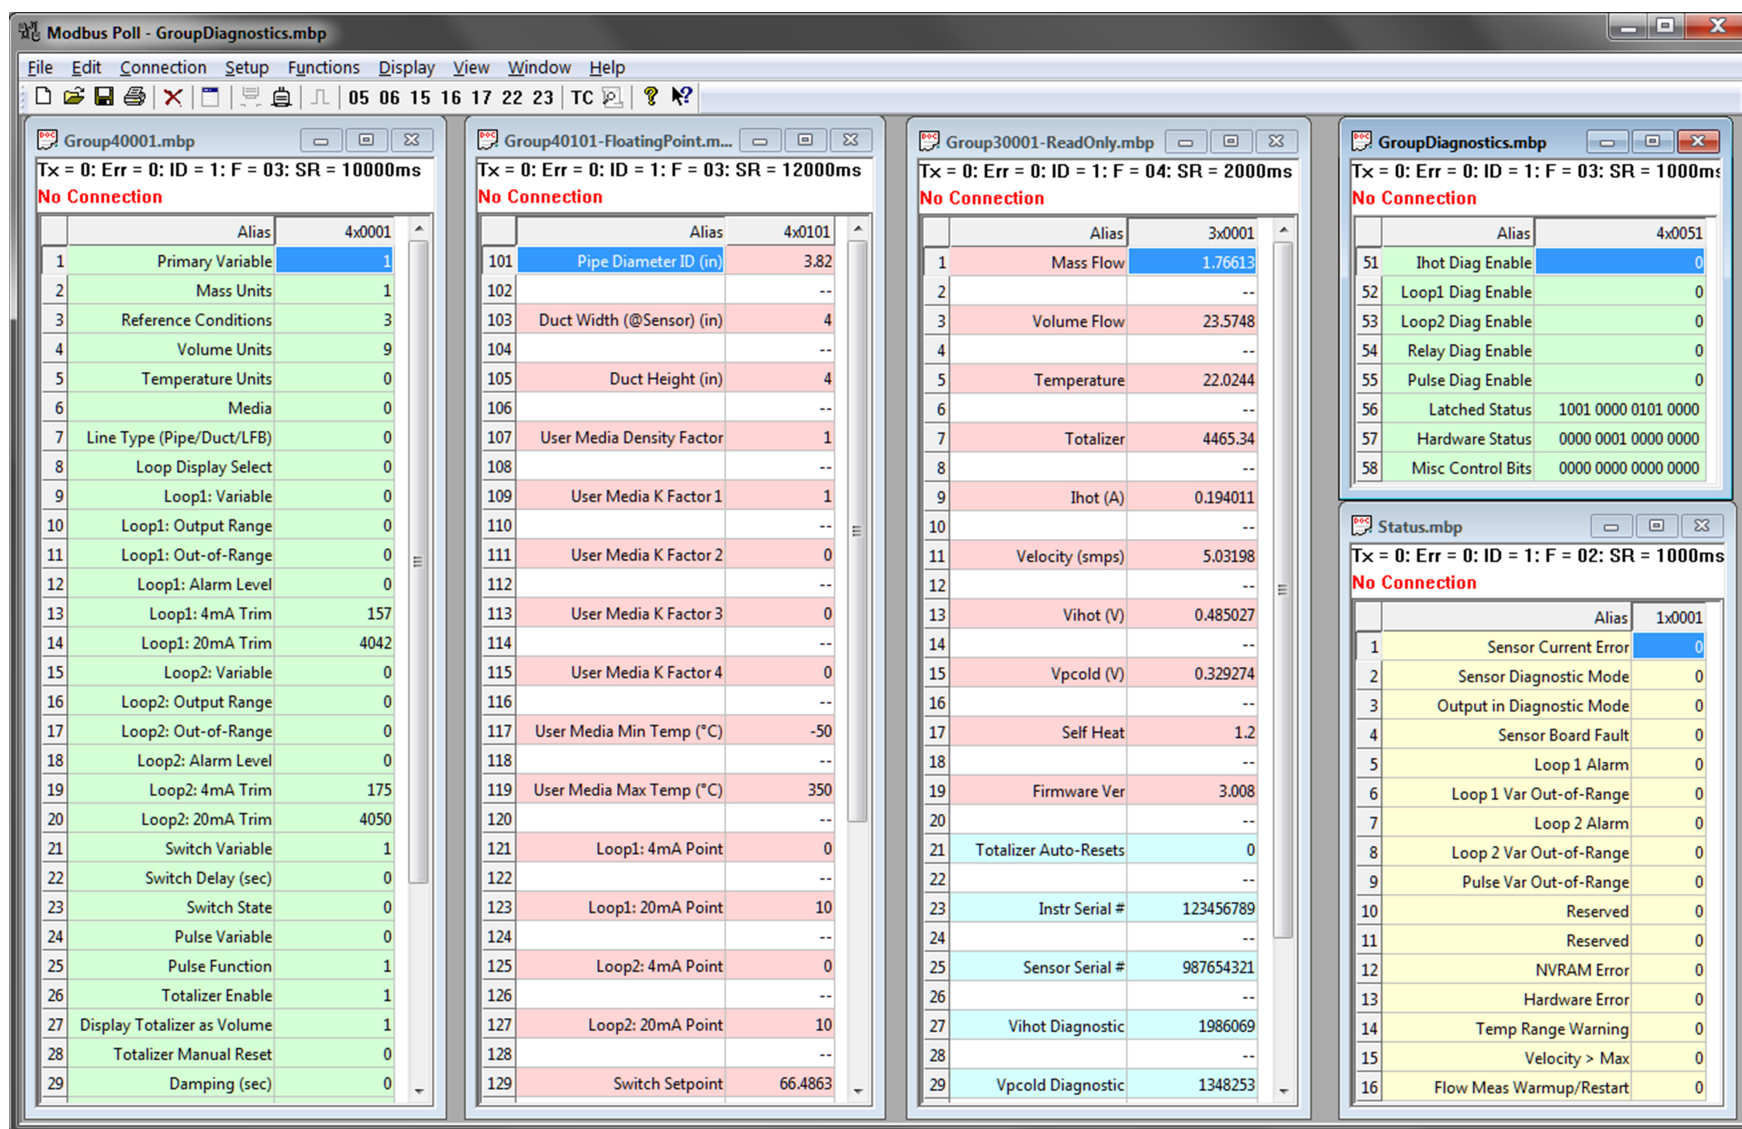 Modbus Poll - GroupDiagnostics.mbp
File Edit Connection Setup Functions Display View Window Help
05 06 15 16 17 22 23 TC
Group40001.mbp
Tx = 0: Err = 0: ID = 1: F = 03: SR = 10000ms
No Connection
Alias 4x0001
1 Primary Variable 1
2 Mass Units 1
3 Reference Conditions 3
4 Volume Units 9
5 Temperature Units 0
6 Media 0
7 Line Type (Pipe/Duct/LFB) 0
8 Loop Display Select 0
9 Loop1: Variable 0
10 Loop1: Output Range 0
11 Loop1: Out-of-Range 0
12 Loop1: Alarm Level 0
13 Loop1: 4mA Trim 157
14 Loop1: 20mA Trim 4042
15 Loop2: Variable 0
16 Loop2: Output Range 0
17 Loop2: Out-of-Range 0
18 Loop2: Alarm Level 0
19 Loop2: 4mA Trim 175
20 Loop2: 20mA Trim 4050
21 Switch Variable 1
22 Switch Delay (sec) 0
23 Switch State 0
24 Pulse Variable 0
25 Pulse Function 1
26 Totalizer Enable 1
27 Display Totalizer as Volume 1
28 Totalizer Manual Reset 0
29 Damping (sec) 0
Group40101-FloatingPoint.m...
Tx = 0: Err = 0: ID = 1: F = 03: SR = 12000ms
No Connection
Alias 4x0101
101 Pipe Diameter ID (in) 3.82
102 --
103 Duct Width (@Sensor) (in) 4
104 --
105 Duct Height (in) 4
106 --
107 User Media Density Factor 1
108 --
109 User Media K Factor 1 1
110 --
111 User Media K Factor 2 0
112 --
113 User Media K Factor 3 0
114 --
115 User Media K Factor 4 0
116 --
117 User Media Min Temp (°C) -50
118 --
119 User Media Max Temp (°C) 350
120 --
121 Loop1: 4mA Point 0
122 --
123 Loop1: 20mA Point 10
124 --
125 Loop2: 4mA Point 0
126 --
127 Loop2: 20mA Point 10
128 --
129 Switch Setpoint 66.4863
Group30001-ReadOnly.mbp
Tx = 0: Err = 0: ID = 1: F = 04: SR = 2000ms
No Connection
Alias 3x0001
1 Mass Flow 1.76613
2 --
3 Volume Flow 23.5748
4 --
5 Temperature 22.0244
6 --
7 Totalizer 4465.34
8 --
9 Ihot (A) 0.194011
10 --
11 Velocity (smps) 5.03198
12 --
13 Vihot (V) 0.485027
14 --
15 Vpcold (V) 0.329274
16 --
17 Self Heat 1.2
18 --
19 Firmware Ver 3.008
20 --
21 Totalizer Auto-Resets 0
22 --
23 Instr Serial # 123456789
24 --
25 Sensor Serial # 987654321
26 --
27 Vihot Diagnostic 1986069
28 --
29 Vpcold Diagnostic 1348253
GroupDiagnostics.mbp
Tx = 0: Err = 0: ID = 1: F = 03: SR = 1000ms
No Connection
Alias 4x0051
51 Ihot Diag Enable 0
52 Loop1 Diag Enable 0
53 Loop2 Diag Enable 0
54 Relay Diag Enable 0
55 Pulse Diag Enable 0
56 Latched Status 1001 0000 0101 0000
57 Hardware Status 0000 0001 0000 0000
58 Misc Control Bits 0000 0000 0000 0000
Status.mbp
Tx = 0: Err = 0: ID = 1: F = 02: SR = 1000ms
No Connection
Alias 1x0001
1 Sensor Current Error 0
2 Sensor Diagnostic Mode 0
3 Output in Diagnostic Mode 0
4 Sensor Board Fault 0
5 Loop 1 Alarm 0
6 Loop 1 Var Out-of-Range 0
7 Loop 2 Alarm 0
8 Loop 2 Var Out-of-Range 0
9 Pulse Var Out-of-Range 0
10 Reserved 0
11 Reserved 0
12 NVRAM Error 0
13 Hardware Error 0
14 Temp Range Warning 0
15 Velocity > Max 0
16 Flow Meas Warmup/Restart 0